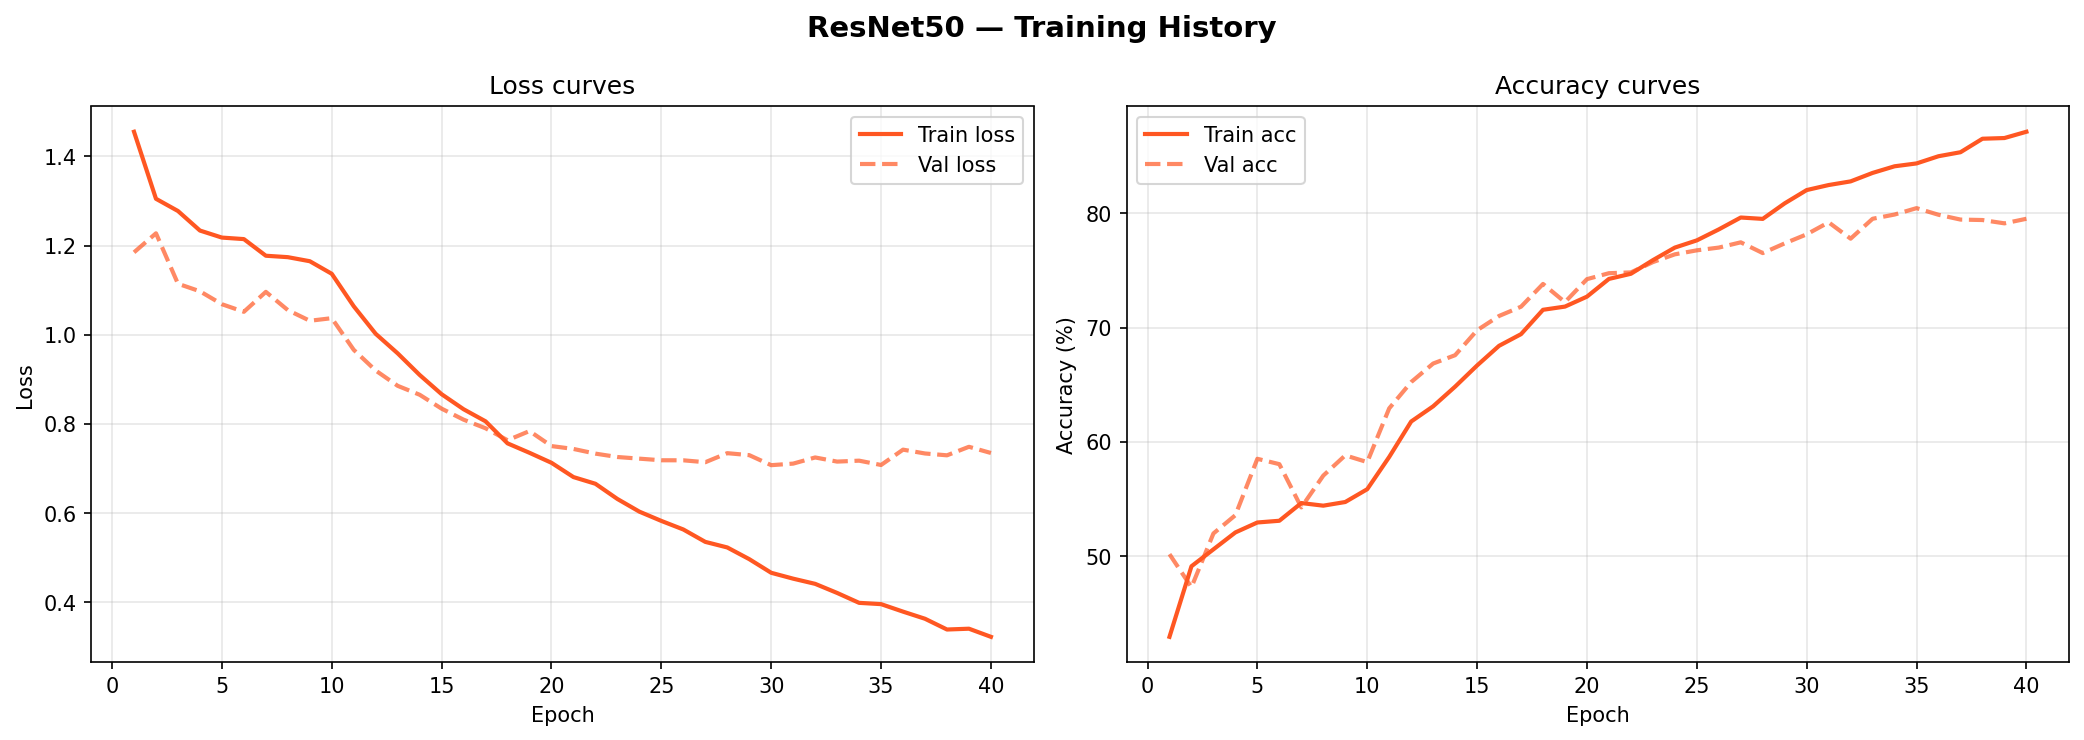 ResNet50 — Training History
Loss curves
Train loss
Val loss
1.4
1.2
1.0
0.8
0.6
0.4
Loss
0 5 10 15 20 25 30 35 40
Epoch
Accuracy curves
Train acc
Val acc
80
70
60
50
Accuracy (%)
0 5 10 15 20 25 30 35 40
Epoch